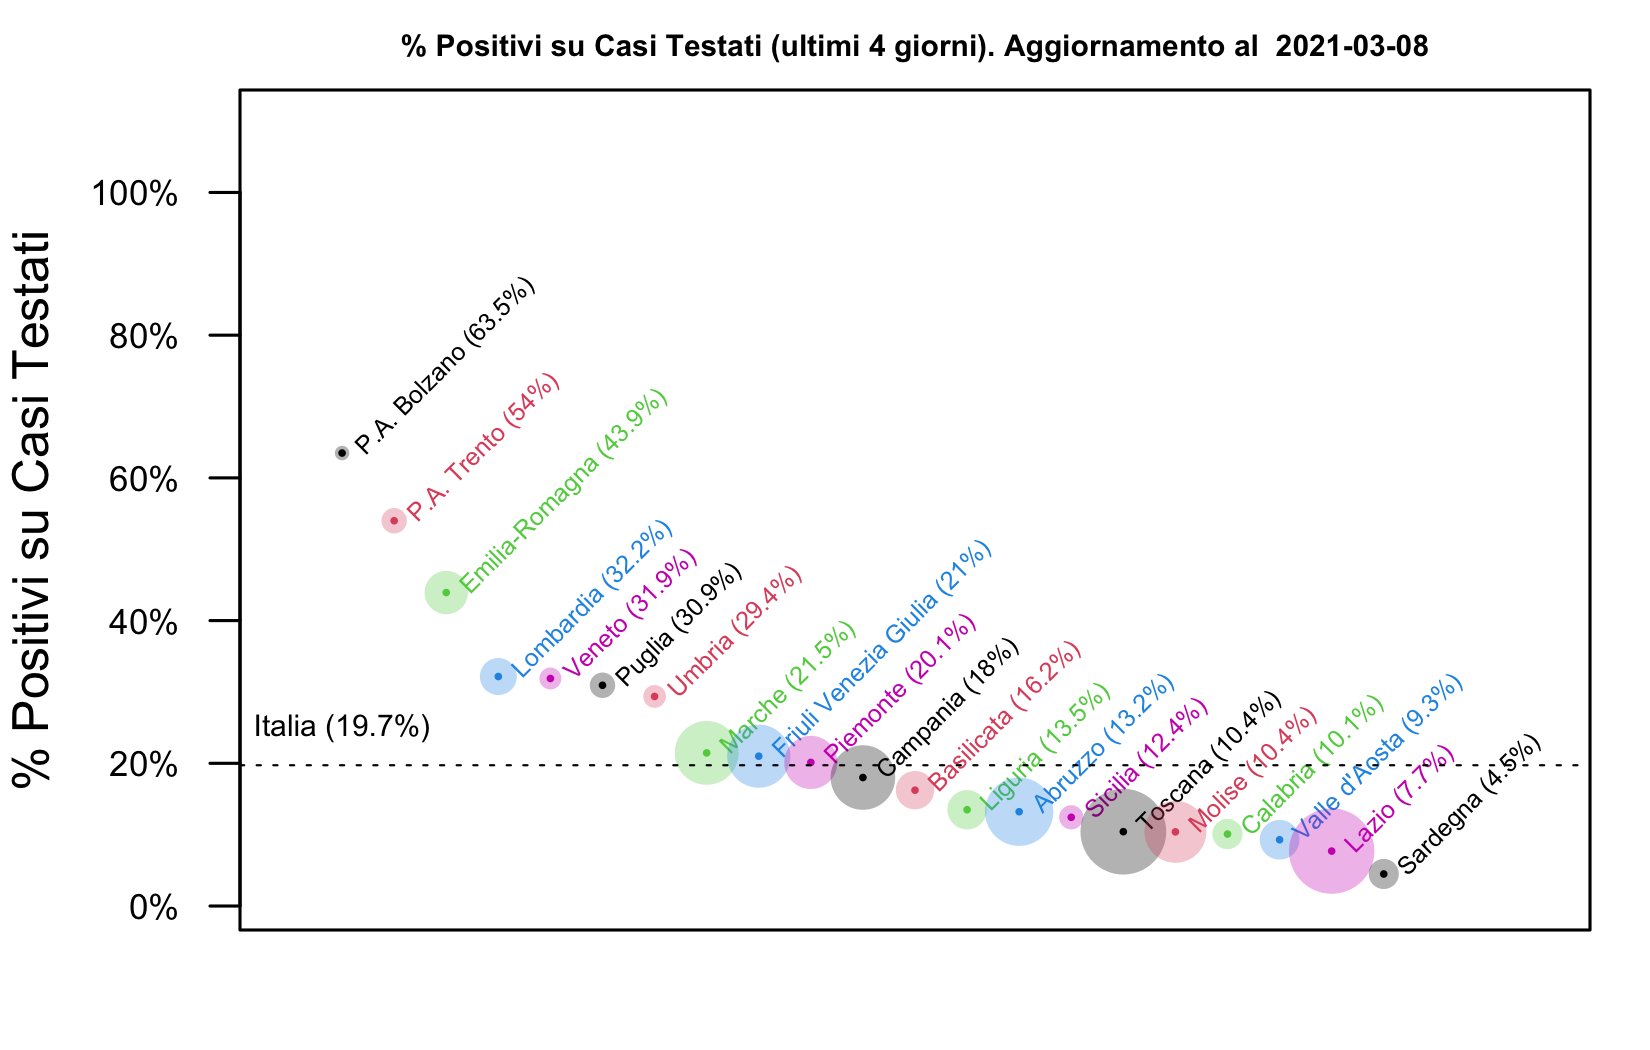 % Positivi su Casi Testati (ultimi 4 giorni). Aggiornamento al  2021-03-08
% Positivi su Casi Testati
100%
80%
60%
40%
20%
0%
P.A. Bolzano (63.5%)
P.A. Trento (54%)
Emilia-Romagna (43.9%)
Lombardia (32.2%)
Veneto (31.9%)
Puglia (30.9%)
Umbria (29.4%)
Marche (21.5%)
Friuli Venezia Giulia (21%)
Piemonte (20.1%)
Campania (18%)
Basilicata (16.2%)
Liguria (13.5%)
Abruzzo (13.2%)
Sicilia (12.4%)
Toscana (10.4%)
Molise (10.4%)
Calabria (10.1%)
Valle d'Aosta (9.3%)
Lazio (7.7%)
Sardegna (4.5%)
Italia (19.7%)